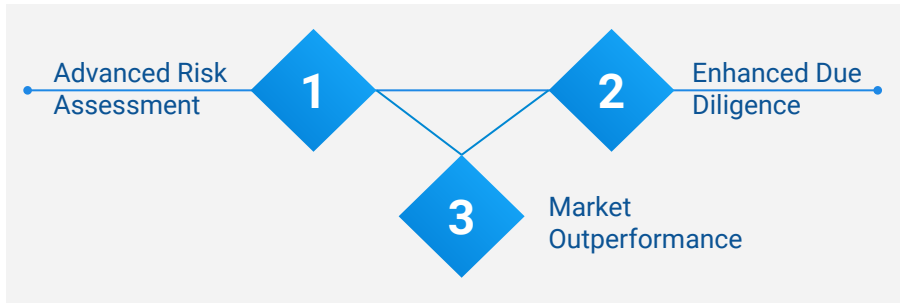 Advanced Risk
Assessment
1
2
Enhanced Due
Diligence
3
Market
Outperformance